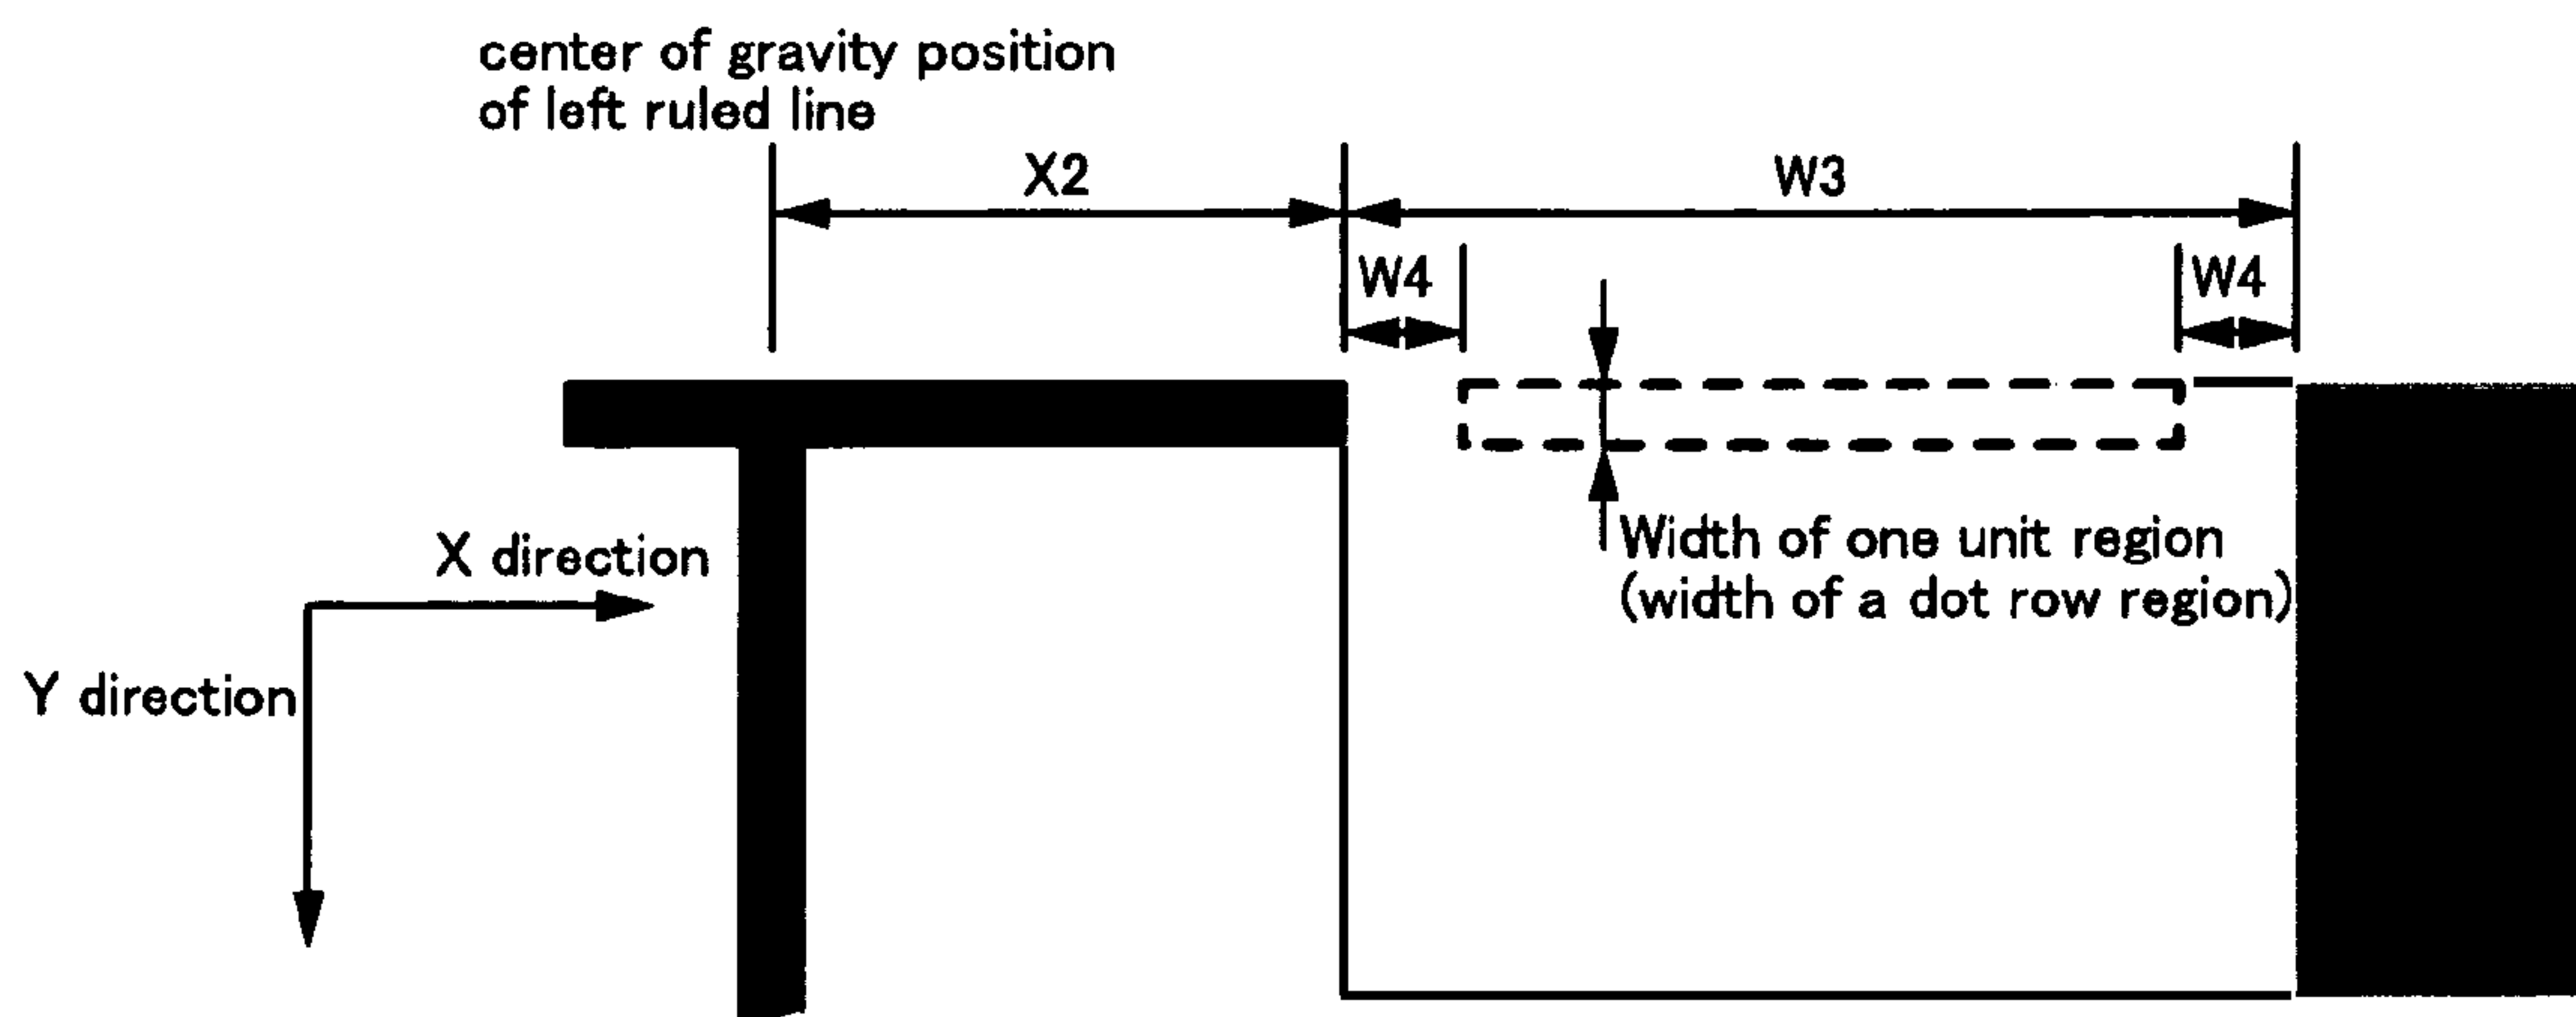 center of gravity position
of left ruled line
X2
W3
W4
W4
Width of one unit region
(width of a dot row region)
X direction
Y direction